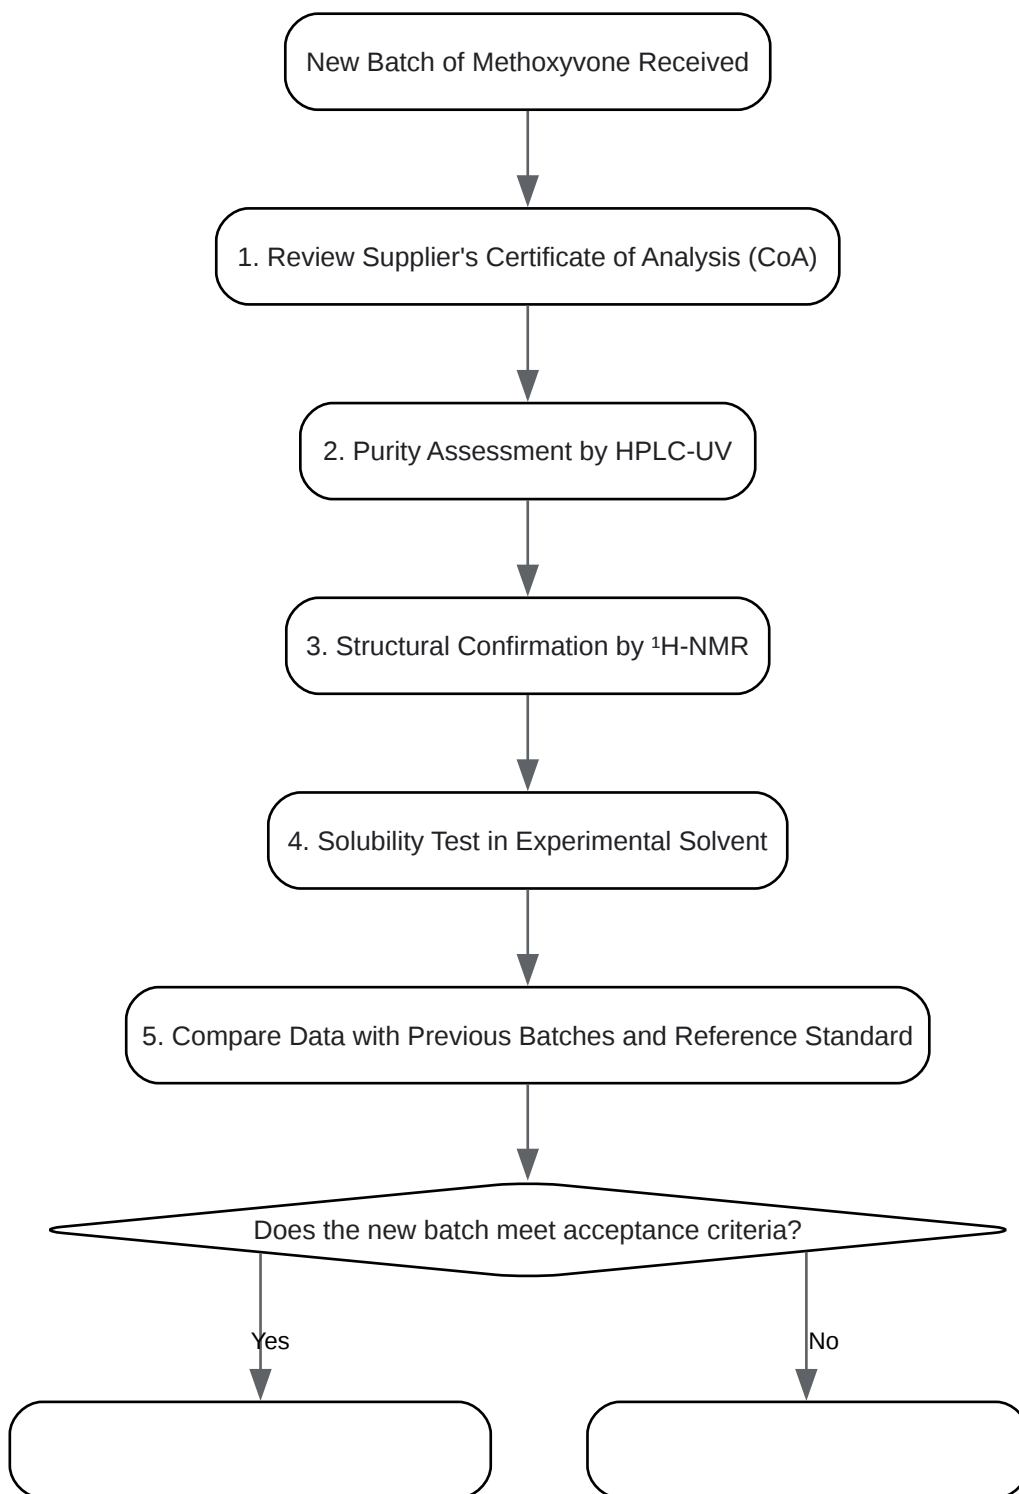 New Batch of Methoxyvone Received
1. Review Supplier's Certificate of Analysis (CoA)
2. Purity Assessment by HPLC-UV
3. Structural Confirmation by ¹H-NMR
4. Solubility Test in Experimental Solvent
5. Compare Data with Previous Batches and Reference Standard
Does the new batch meet acceptance criteria?
Yes
No